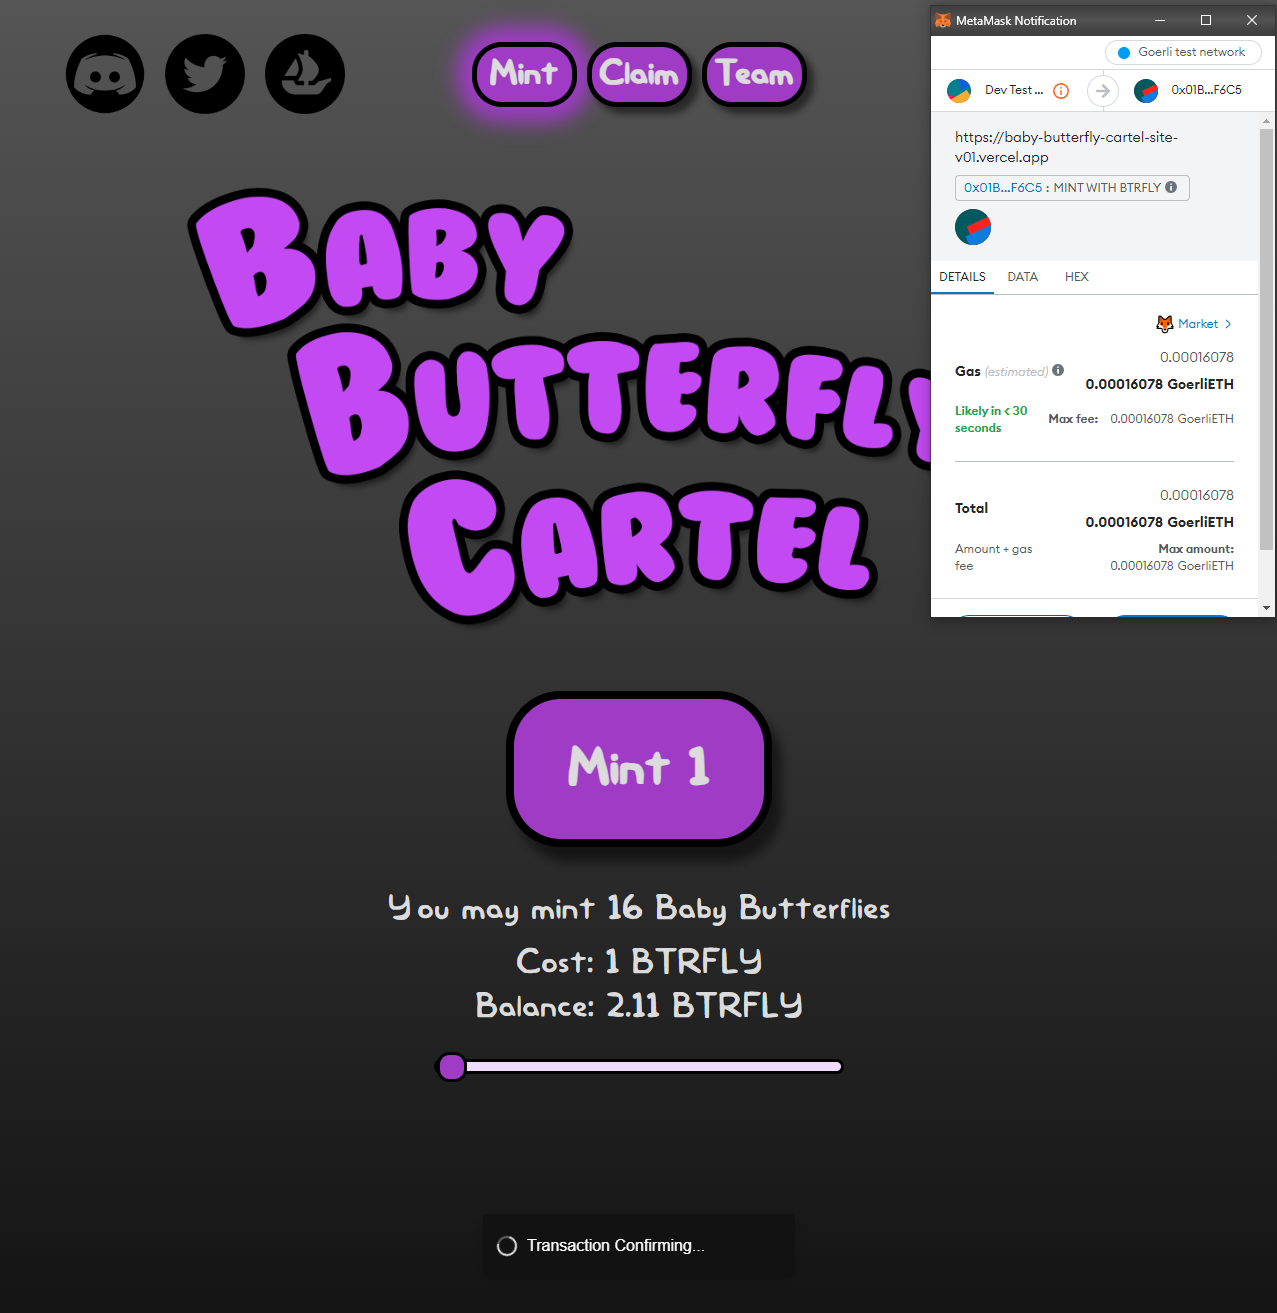 Mint
Claim
Team
BABY
BUTTERFLY
CARTEL
Mint 1
You may mint 16 Baby Butterflies
Cost: 1 BTRFLY
Balance: 2.11 BTRFLY
Transaction Confirming...
MetaMask Notification
Goerli test network
Dev Test ...
0x01B...F6C5
https://baby-butterfly-cartel-site-
v01.vercel.app
0x01B...F6C5 : MINT WITH BTRFLY
DETAILS DATA HEX
Market >
0.00016078
Gas (estimated)
0.00016078 GoerliETH
Likely in < 30
seconds
Max fee: 0.00016078 GoerliETH
0.00016078
Total
0.00016078 GoerliETH
Amount + gas
fee
Max amount:
0.00016078 GoerliETH